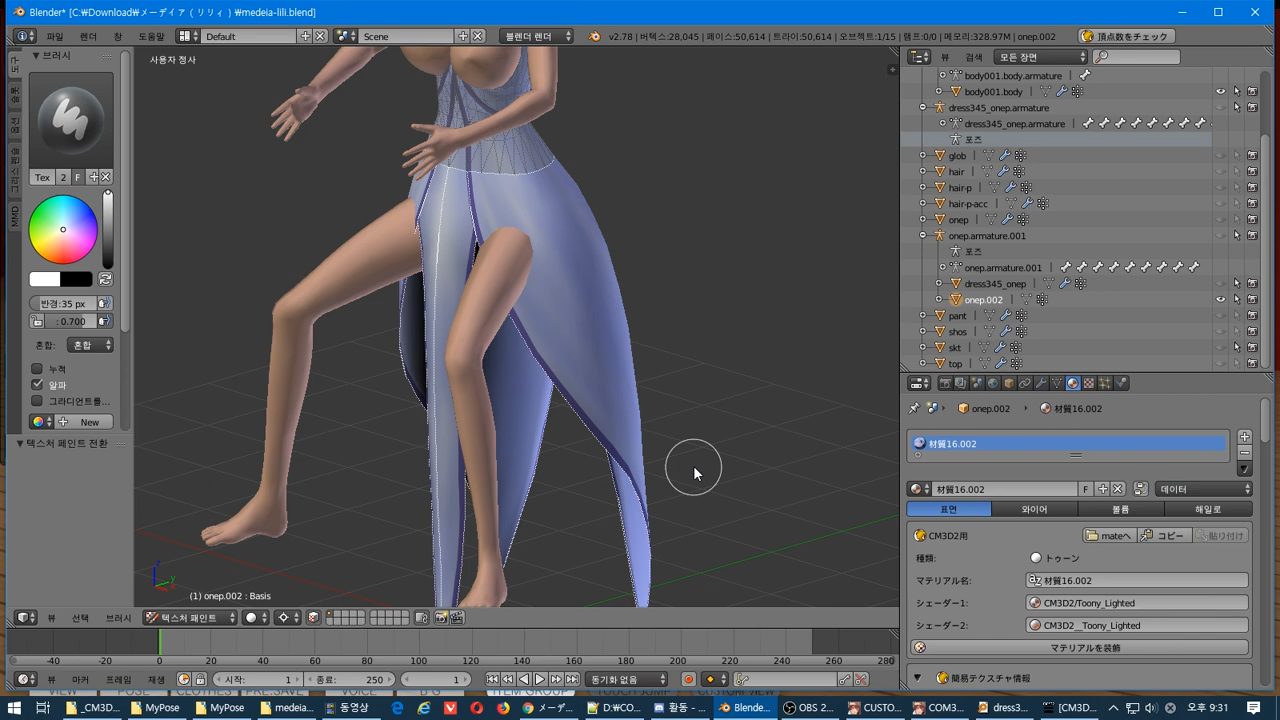 Blender* [C:₩Download₩メーデイア ( リリィ )₩medeia-lili.blend]
파일 렌더 창 도움말 Default Scene 블렌더 렌더 v2.78 | 버텍스:28,045 | 페이스:50,614 | 트라이:50,614 | 오브젝트:1/15 | 램프:0/0 | 메모리:328.97M | onep.002 頂点数をチェック
브러시
사용자 정사
뷰 검색 모든 장면
body001.body.armature
body001.body
dress345_onep.armature
dress345_onep.armature
포즈
glob
hair
hair-p
hair-p-acc
onep
onep.armature.001
포즈
onep.armature.001
dress345_onep
onep.002
pant
shos
skt
top
MMD
Tex 2 F
반경:35 px
: 0.700
혼합: 혼합
누적
알파
그라디언트틀...
New
텍스처 페인트 전환
(1) onep.002 : Basis
뷰 선택 브러시 텍스처 페인트
onep.002 材質16.002
材質16.002
材質16.002 F 데이터
표면 와이어 볼륨 헤일로
CM3D2用 mateへ コピー 貼り付け
種類: トゥーン
マテリアル名: 材質16.002
シェーダー1: CM3D2/Toony_Lighted
シェーダー2: CM3D2__Toony_Lighted
マテリアルを装飾
簡易テクスチャ情報
-40 -20 0 20 40 60 80 100 120 140 160 180 200 220 240 260 280
뷰 마커 프레임 재생 시작: 1 종료: 250 1 동기화 없음
_CM3D... MyPose MyPose medeia... 동영상 メーデ... D:₩CO... 활동 - ... Blende... OBS 2... CUSTO... COM3... dress3... [CM3D... 오후 9:31